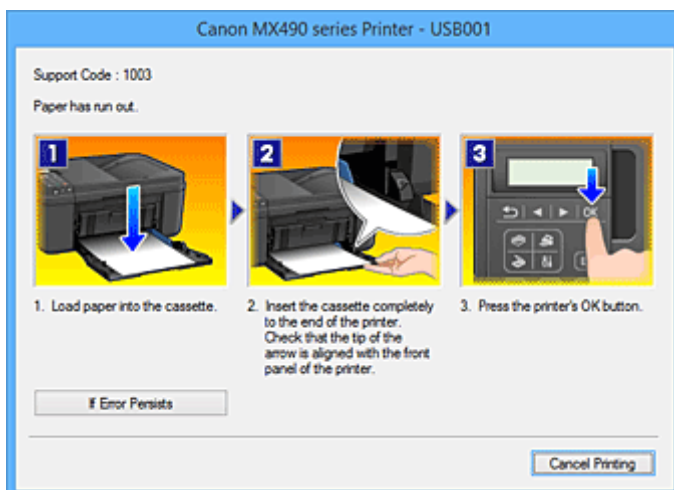 Canon MX490 series Printer - USB001
Support Code : 1003
Paper has run out.
1
2
3
OK
1. Load paper into the cassette.
2. Insert the cassette completely
to the end of the printer.
Check that the tip of the
arrow is aligned with the front
panel of the printer.
3. Press the printer's OK button.
If Error Persists
Cancel Printing